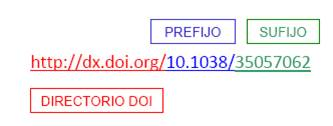 PREFIJO SUFIJO
http://dx.doi.org/10.1038/35057062
DIRECTORIO DOI